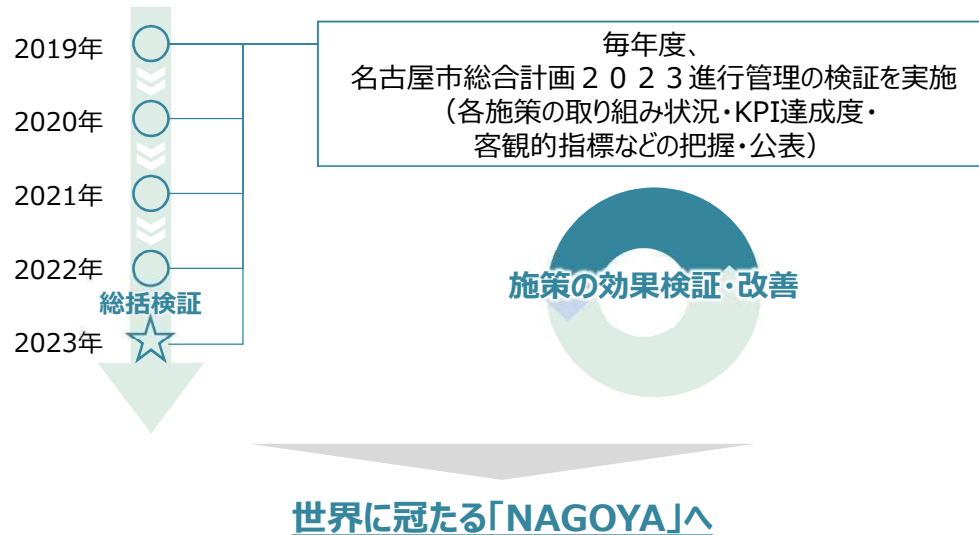 2019年
2020年
2021年
2022年
総括検証
2023年
毎年度、
名古屋市総合計画２０２３進行管理の検証を実施
（各施策の取り組み状況・KPI達成度・
客観的指標などの把握・公表）
施策の効果検証・改善
世界に冠たる「NAGOYA」へ